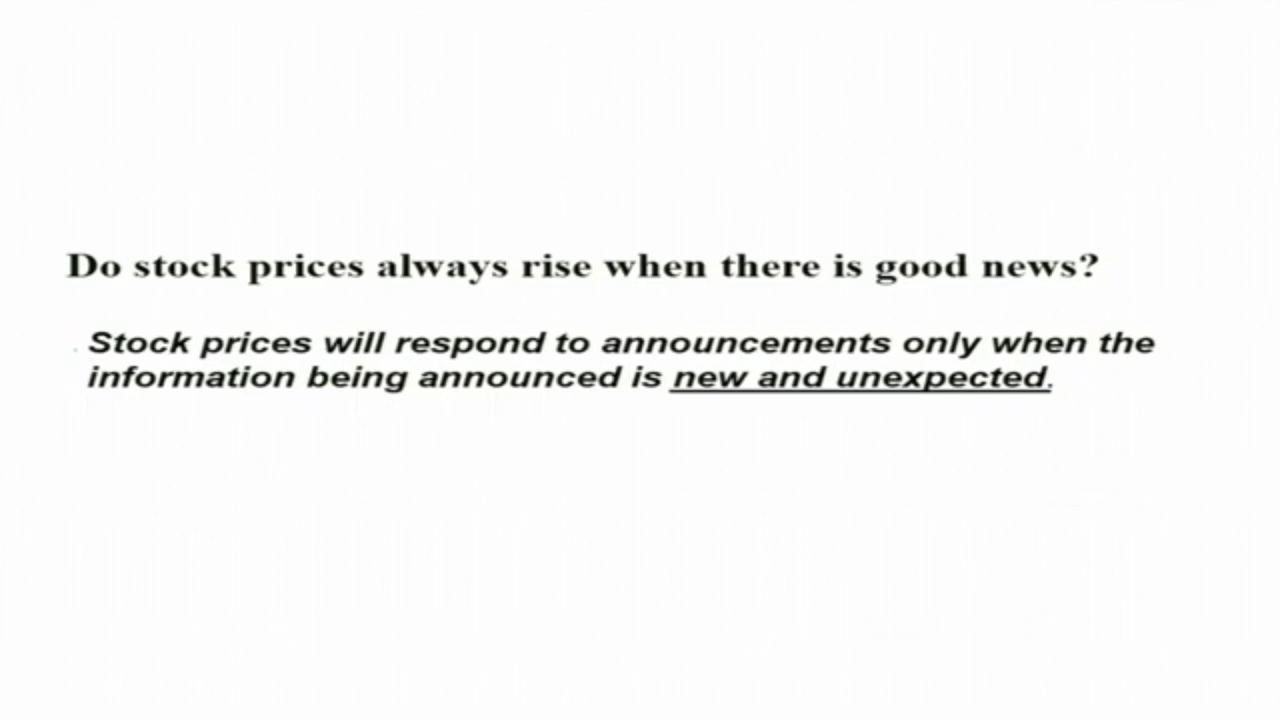 Do stock prices always rise when there is good news?
Stock prices will respond to announcements only when the
information being announced is new and unexpected.